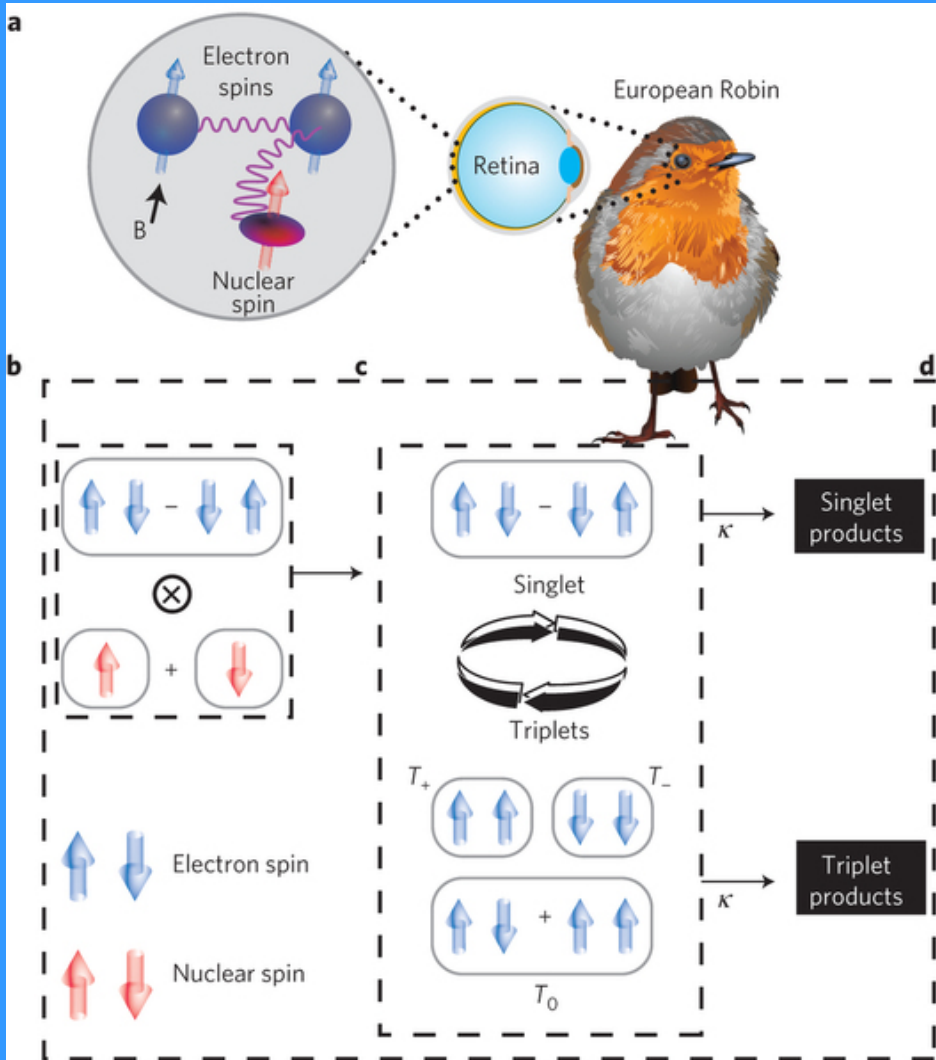 a
Electron
spins
B
Nuclear
spin
Retina
European Robin
b
c
d
–
+
–
Singlet
Triplets
T+
T–
+
T0
κ
Singlet
products
κ
Triplet
products
Electron spin
Nuclear spin